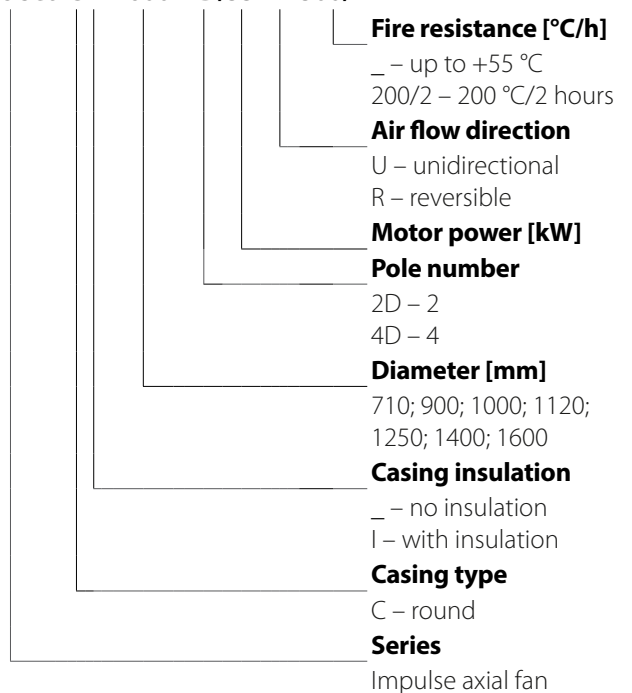 Fire resistance [°C/h]
_ – up to +55 °C
200/2 – 200 °C/2 hours
Air flow direction
U – unidirectional
R – reversible
Motor power [kW]
Pole number
2D – 2
4D – 4
Diameter [mm]
710; 900; 1000; 1120;
1250; 1400; 1600
Casing insulation
_ – no insulation
I – with insulation
Casing type
C – round
Series
Impulse axial fan